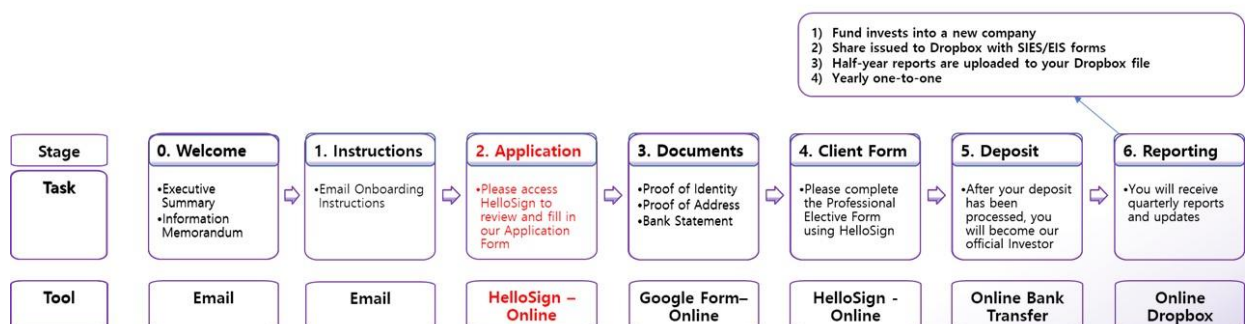 1) Fund invests into a new company
2) Share issued to Dropbox with SIES/EIS forms
3) Half-year reports are uploaded to your Dropbox file
4) Yearly one-to-one
Stage
0. Welcome
1. Instructions
2. Application
3. Documents
4. Client Form
5. Deposit
6. Reporting
Task
•Executive
Summary
•Information
Memorandum
•Email Onboarding
Instructions
•Please access
HelloSign to
review and fill in
our Application
Form
•Proof of Identity
•Proof of Address
•Bank Statement
•Please complete
the Professional
Elective Form
using HelloSign
•After your deposit
has been
processed, you
will become our
official Investor
•You will receive
quarterly reports
and updates
Tool
Email
Email
HelloSign –
Online
Google Form–
Online
HelloSign -
Online
Online Bank
Transfer
Online
Dropbox